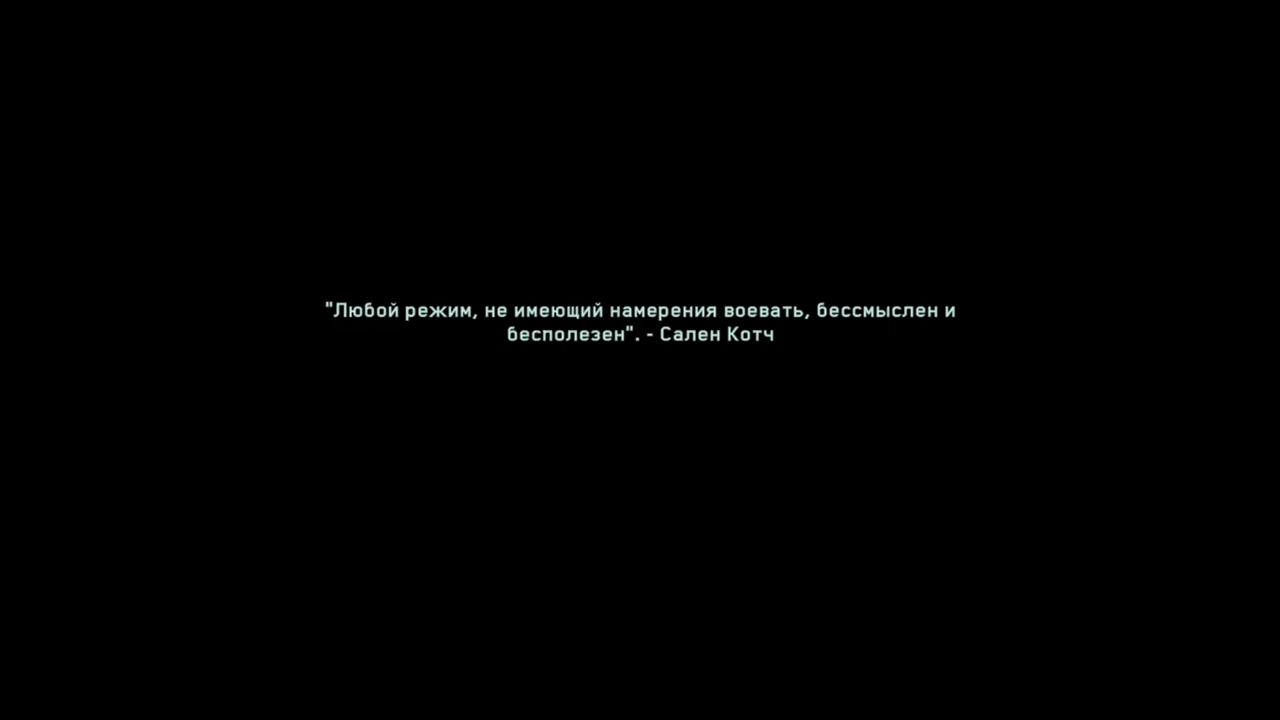 "Любой режим, не имеющий намерения воевать, бессмыслен и
бесполезен". - Сален Котч